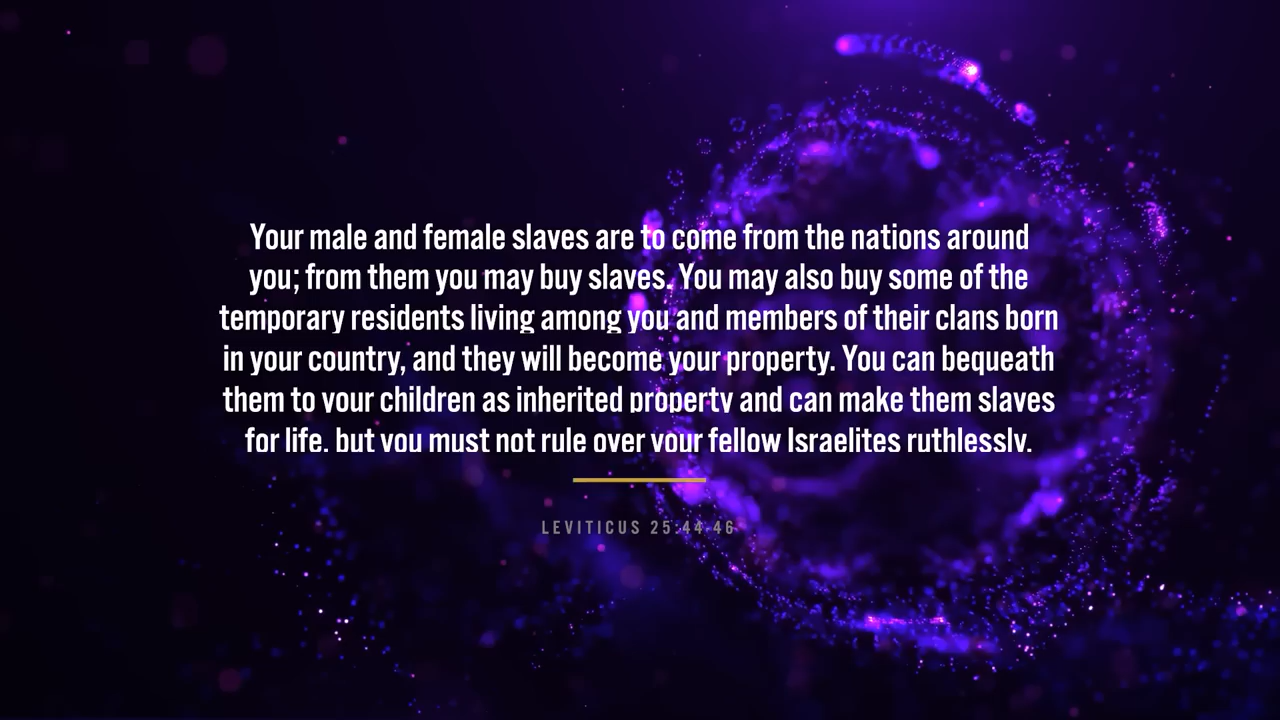 Your male and female slaves are to come from the nations around
you; from them you may buy slaves. You may also buy some of the
temporary residents living among you and members of their clans born
in your country, and they will become your property. You can bequeath
them to your children as inherited property and can make them slaves
for life, but you must not rule over your fellow Israelites ruthlessly.
LEVITICUS 25:44-46